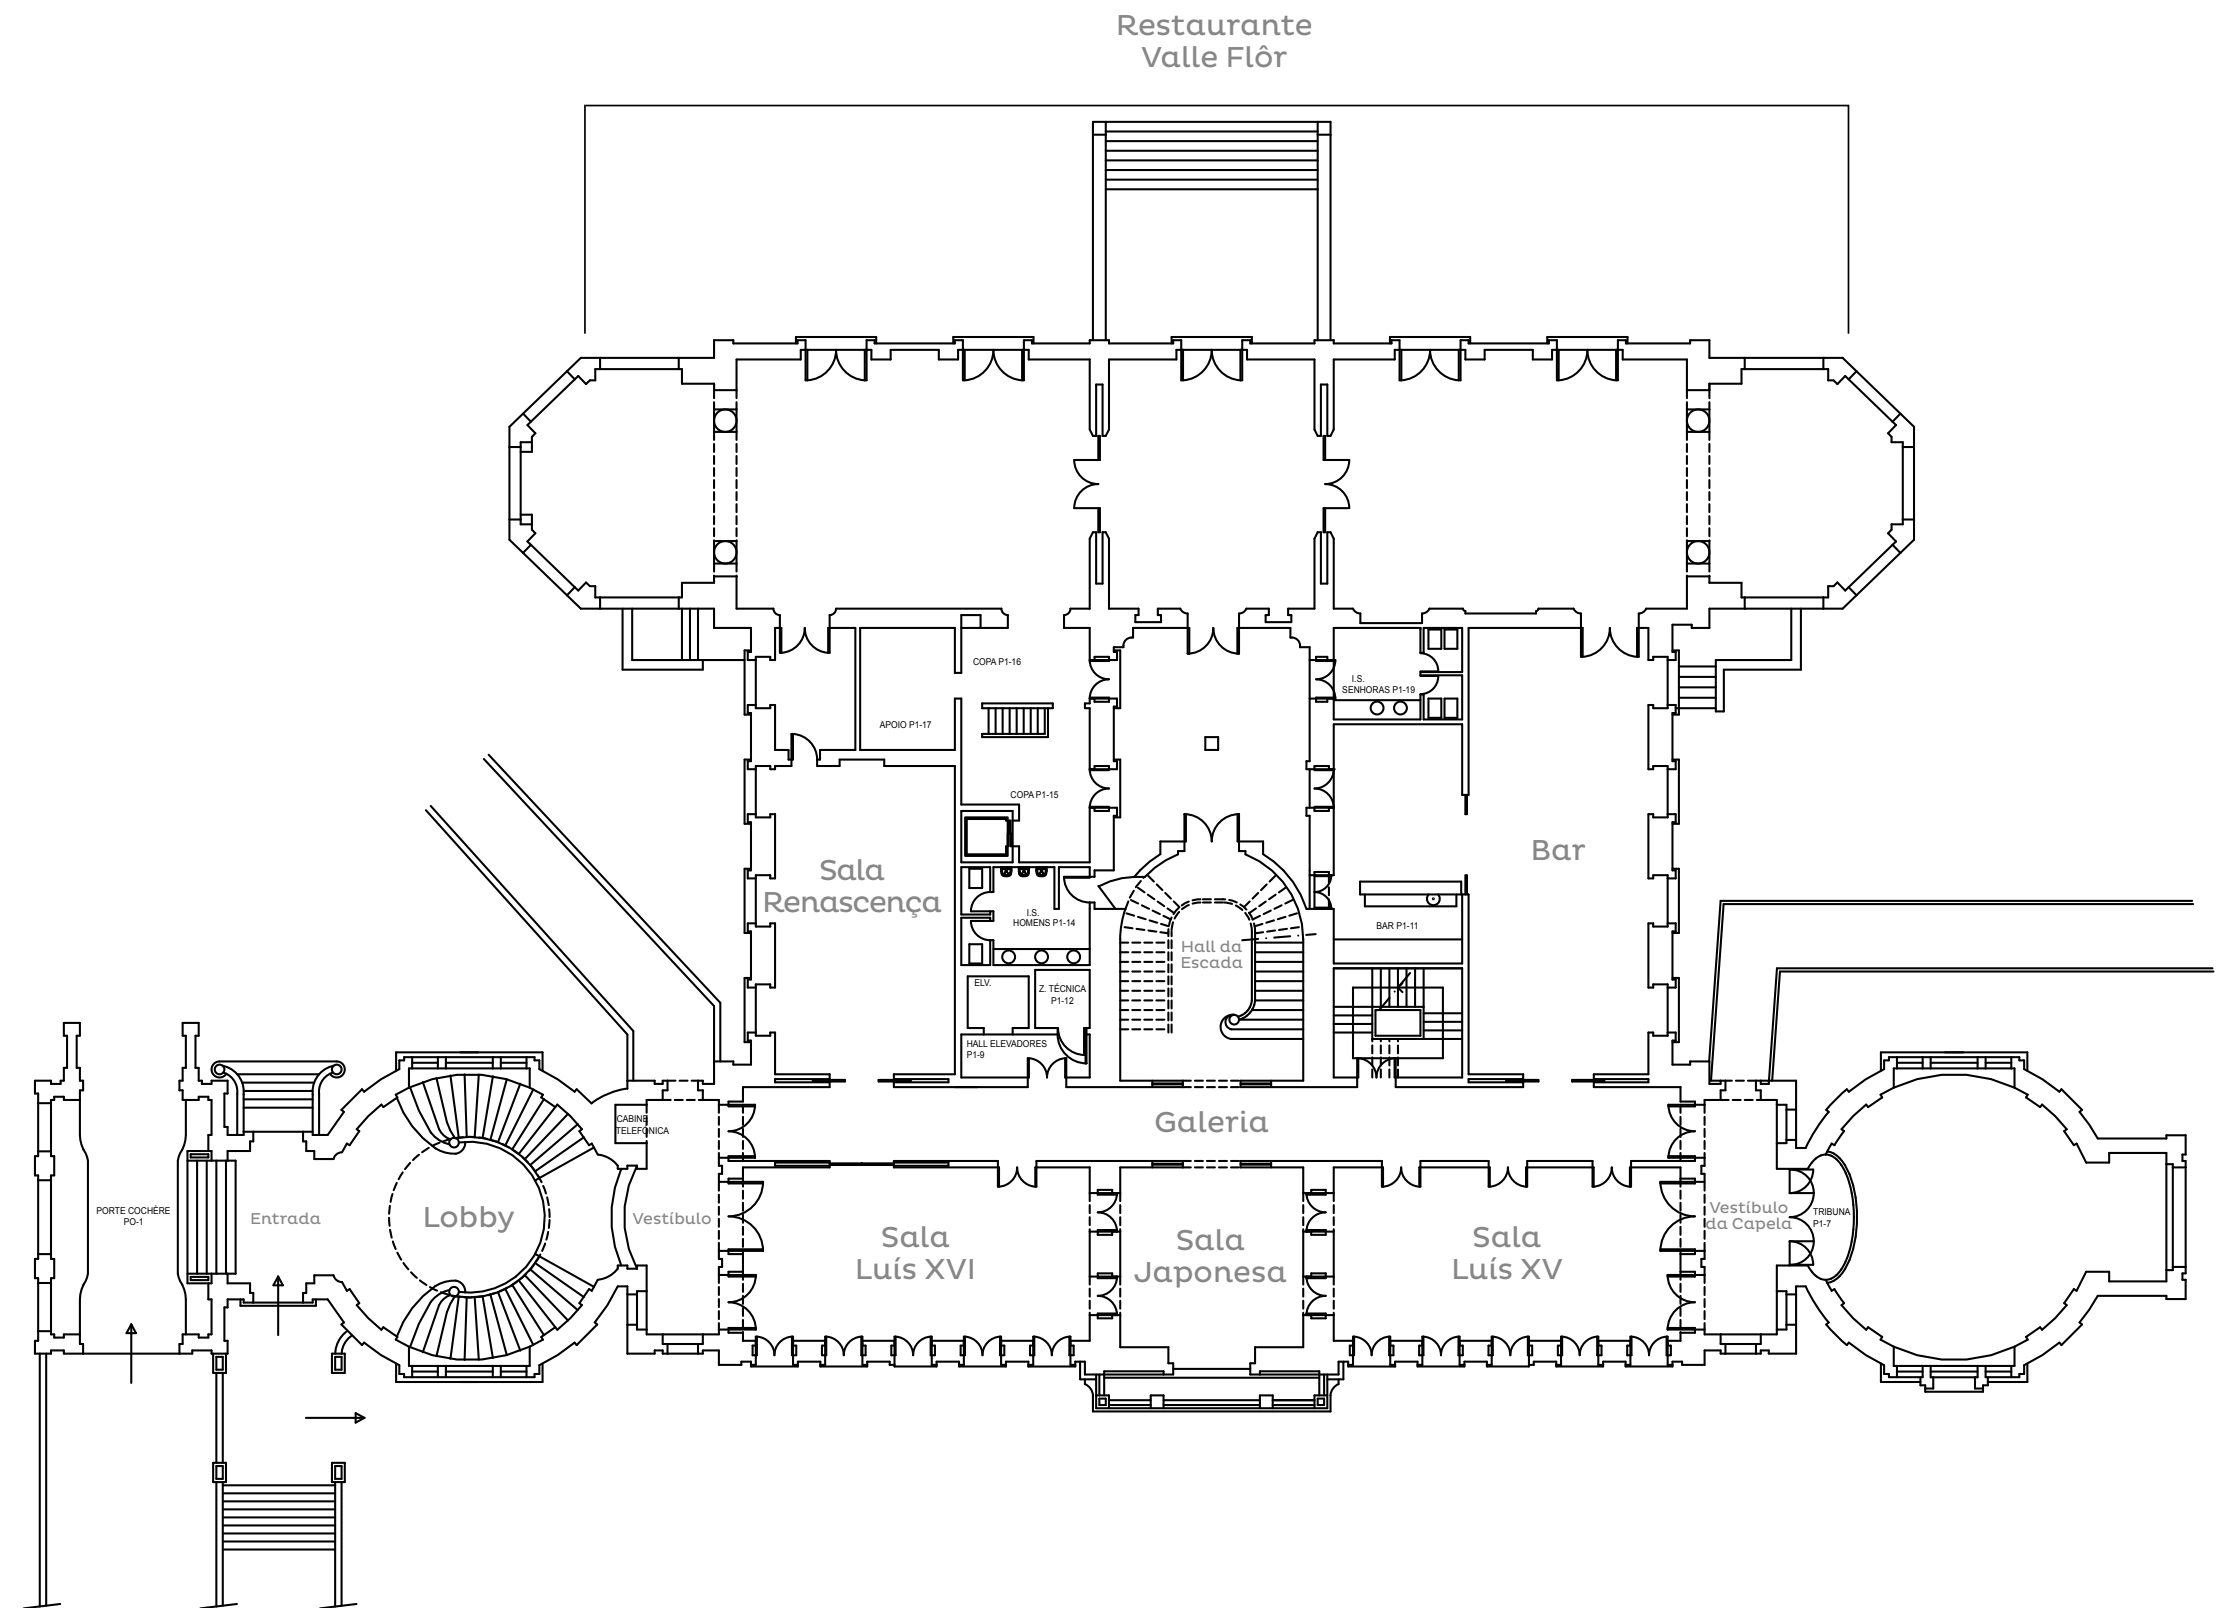 Restaurante
Valle Flôr
COPA P1-16
I.S.
SENHORAS P1-19
APOIO P1-17
COPA P1-15
Sala
Renascença
Bar
I.S.
HOMENS P1-14
BAR P1-11
Hall da
Escada
ELV.
Z. TÉCNICA
P1-12
HALL ELEVADORES
P1-9
CABINE
TELEFONICA
Galeria
PORTE COCHÈRE
PO-1
Entrada
Lobby
Vestíbulo
Sala
Luís XVI
Sala
Japonesa
Sala
Luís XV
Vestíbulo
da Capela
TRIBUNA
P1-7